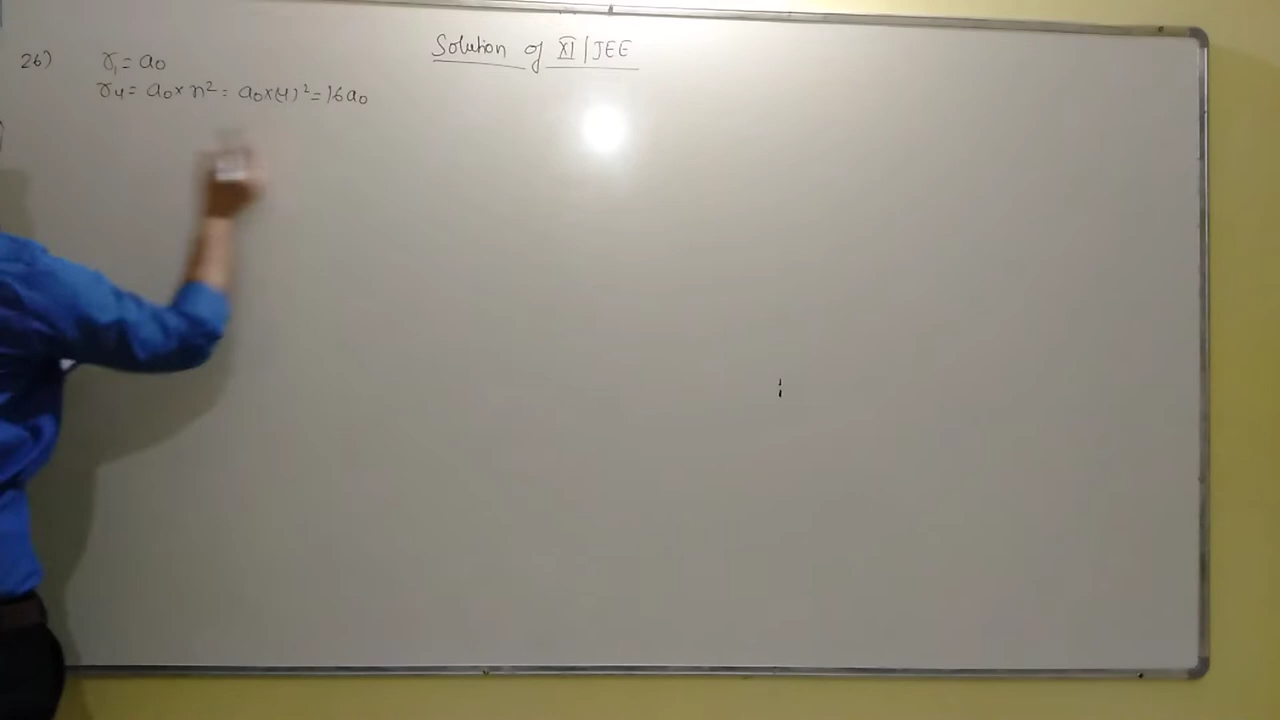 Solution of XI | JEE
26) r₁ = a₀
r₄ = a₀ × n² = a₀ × (4)² = 16a₀